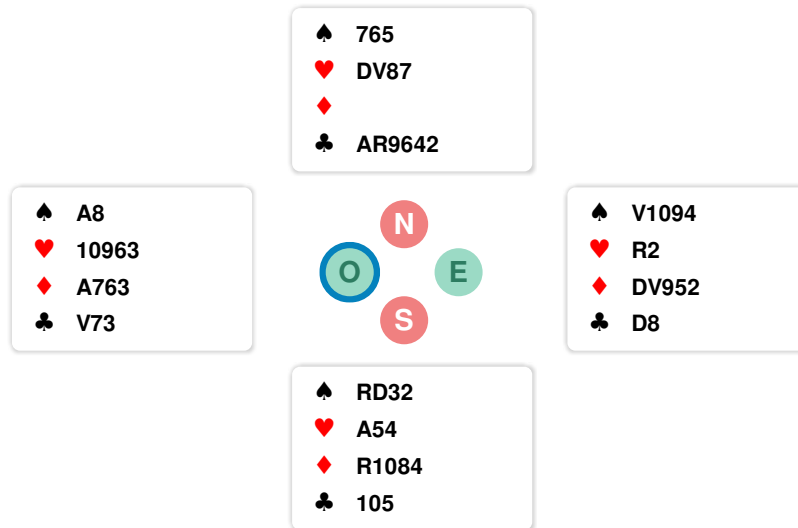 ♠ 765
♥ DV87
♦
♣ AR9642
♠ A8
♥ 10963
♦ A763
♣ V73
N
O
E
S
♠ V1094
♥ R2
♦ DV952
♣ D8
♠ RD32
♥ A54
♦ R1084
♣ 105